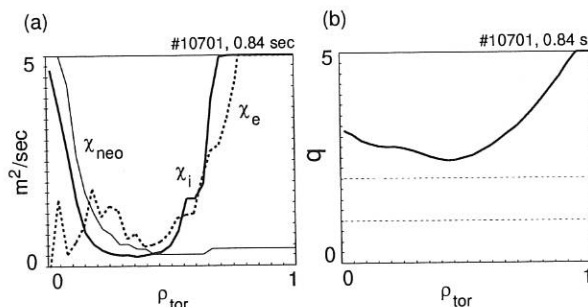 (a)
#10701, 0.84 sec
5
m²/sec
0
χneo
χi
χe
0
1
ρtor
(b)
#10701, 0.84 s
5
q
0
0
1
ρtor